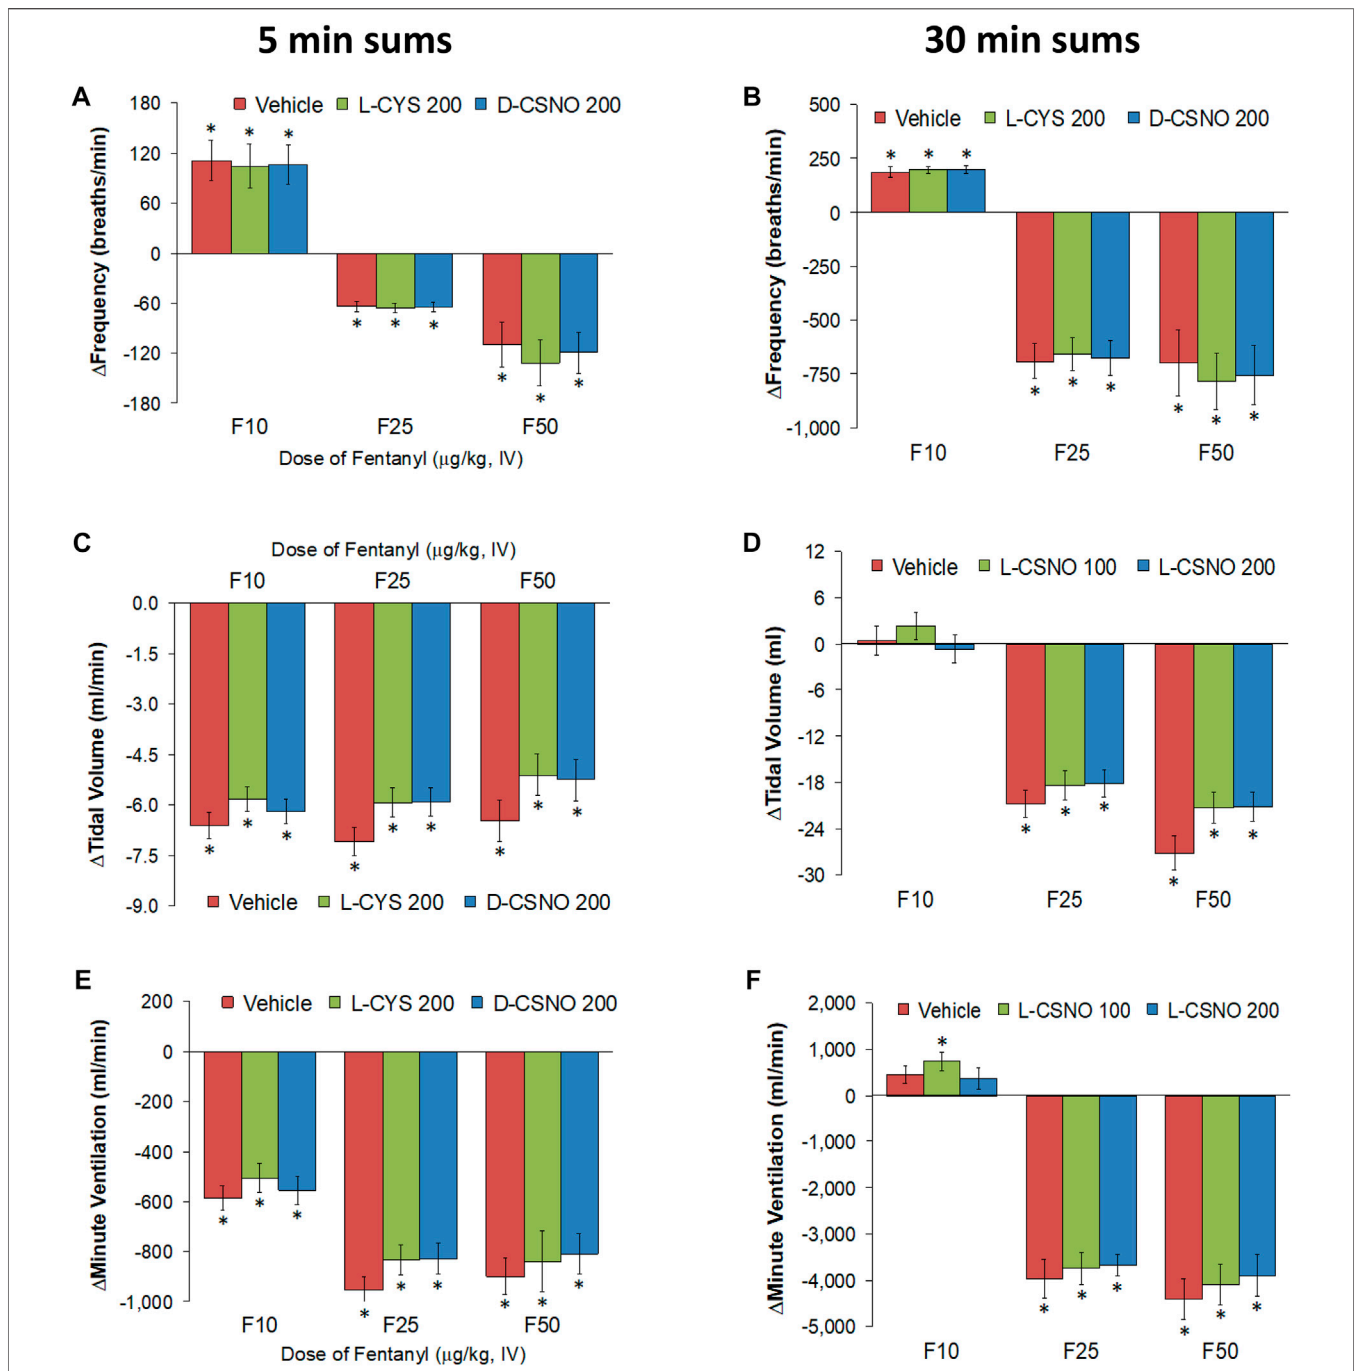 5 min sums
30 min sums
A
Vehicle L-CYS 200 D-CSNO 200
ΔFrequency (breaths/min)
180
120
60
0
-60
-120
-180
* * *
* * *
* * *
F10 F25 F50
Dose of Fentanyl (μg/kg, IV)
B
Vehicle L-CYS 200 D-CSNO 200
ΔFrequency (breaths/min)
500
250
0
-250
-500
-750
-1,000
* * *
* * *
* * *
F10 F25 F50
C
Dose of Fentanyl (μg/kg, IV)
F10 F25 F50
ΔTidal Volume (ml/min)
0.0
-1.5
-3.0
-4.5
-6.0
-7.5
-9.0
* * *
* * *
* * *
Vehicle L-CYS 200 D-CSNO 200
D
Vehicle L-CSNO 100 L-CSNO 200
ΔTidal Volume (ml)
12
6
0
-6
-12
-18
-24
-30
* * *
* * *
F10 F25 F50
E
Vehicle L-CYS 200 D-CSNO 200
ΔMinute Ventilation (ml/min)
200
0
-200
-400
-600
-800
-1,000
* * *
* * *
* * *
F10 F25 F50
Dose of Fentanyl (μg/kg, IV)
F
Vehicle L-CSNO 100 L-CSNO 200
ΔMinute Ventilation (ml/min)
2,000
1,000
0
-1,000
-2,000
-3,000
-4,000
-5,000
*
* * *
* * *
F10 F25 F50